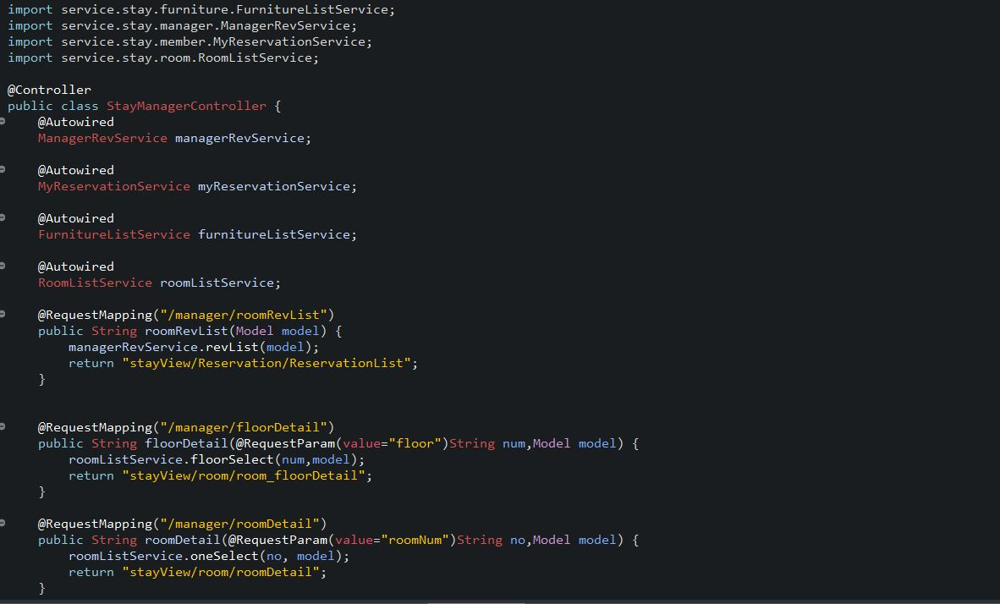 import service.stay.furniture.FurnitureListService;
import service.stay.manager.ManagerRevService;
import service.stay.member.MyReservationService;
import service.stay.room.RoomListService;

@Controller
public class StayManagerController {
    @Autowired
    ManagerRevService managerRevService;

    @Autowired
    MyReservationService myReservationService;

    @Autowired
    FurnitureListService furnitureListService;

    @Autowired
    RoomListService roomListService;

    @RequestMapping("/manager/roomRevList")
    public String roomRevList(Model model) {
        managerRevService.revList(model);
        return "stayView/Reservation/ReservationList";
    }


    @RequestMapping("/manager/floorDetail")
    public String floorDetail(@RequestParam(value="floor")String num,Model model) {
        roomListService.floorSelect(num,model);
        return "stayView/room/room_floorDetail";
    }

    @RequestMapping("/manager/roomDetail")
    public String roomDetail(@RequestParam(value="roomNum")String no,Model model) {
        roomListService.oneSelect(no, model);
        return "stayView/room/roomDetail";
    }